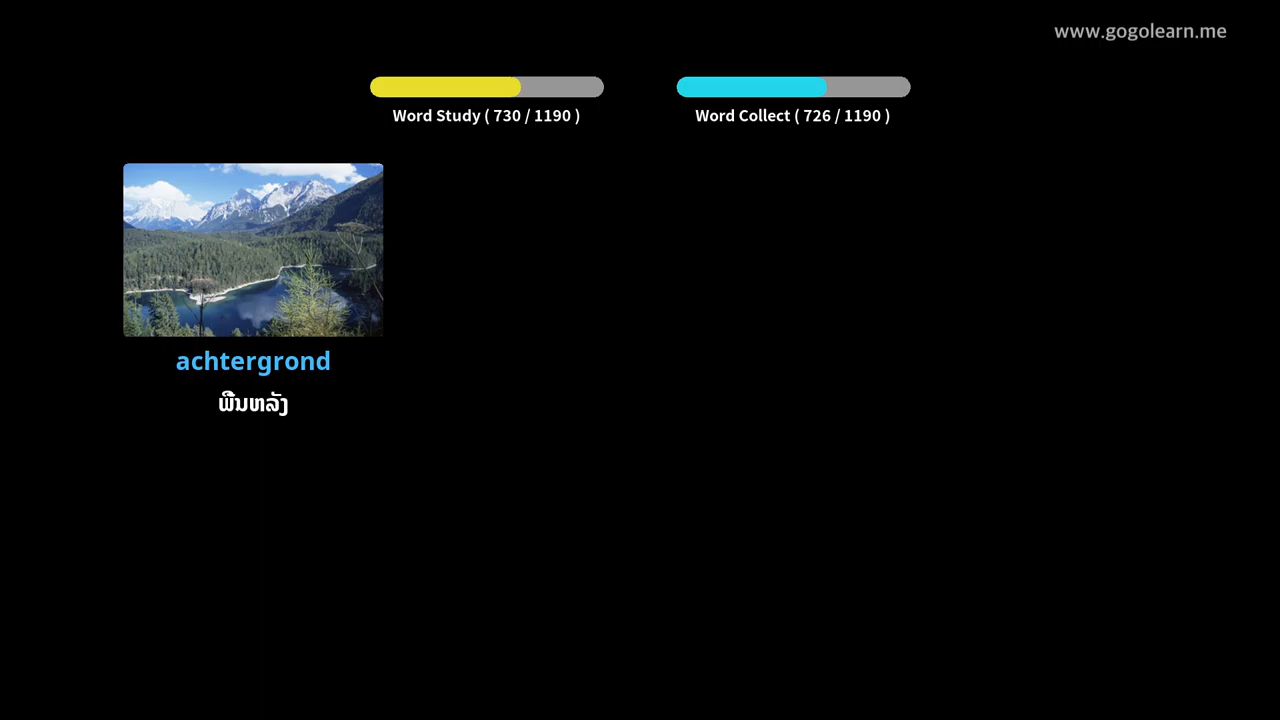 www.gogolearn.me
Word Study ( 730 / 1190 )
Word Collect ( 726 / 1190 )
achtergrond
ພື້ນຫລັງ